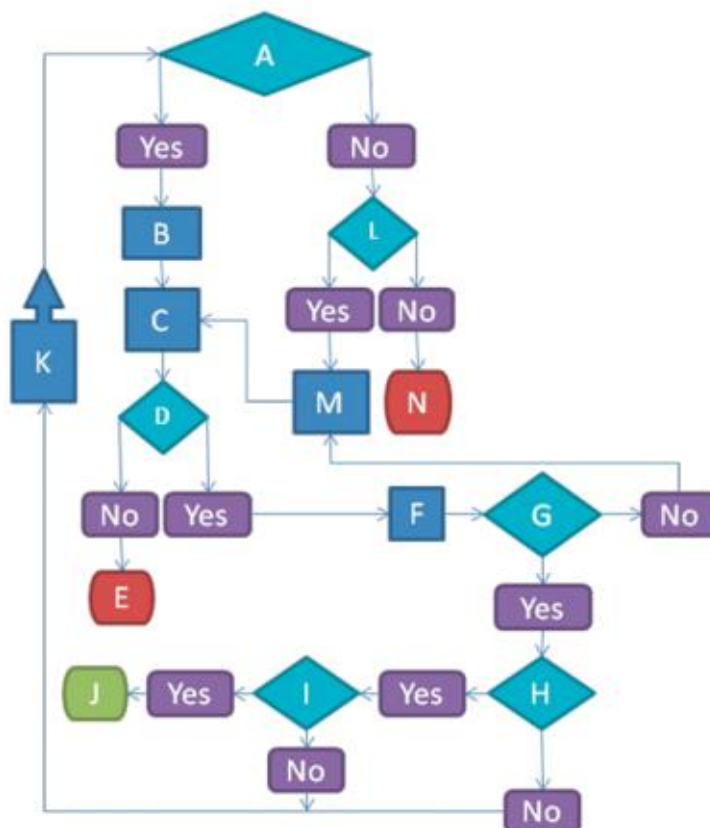 A
Yes
No
B
L
C
Yes
No
K
M
N
D
No
Yes
F
G
No
E
Yes
J
Yes
I
Yes
H
No
No